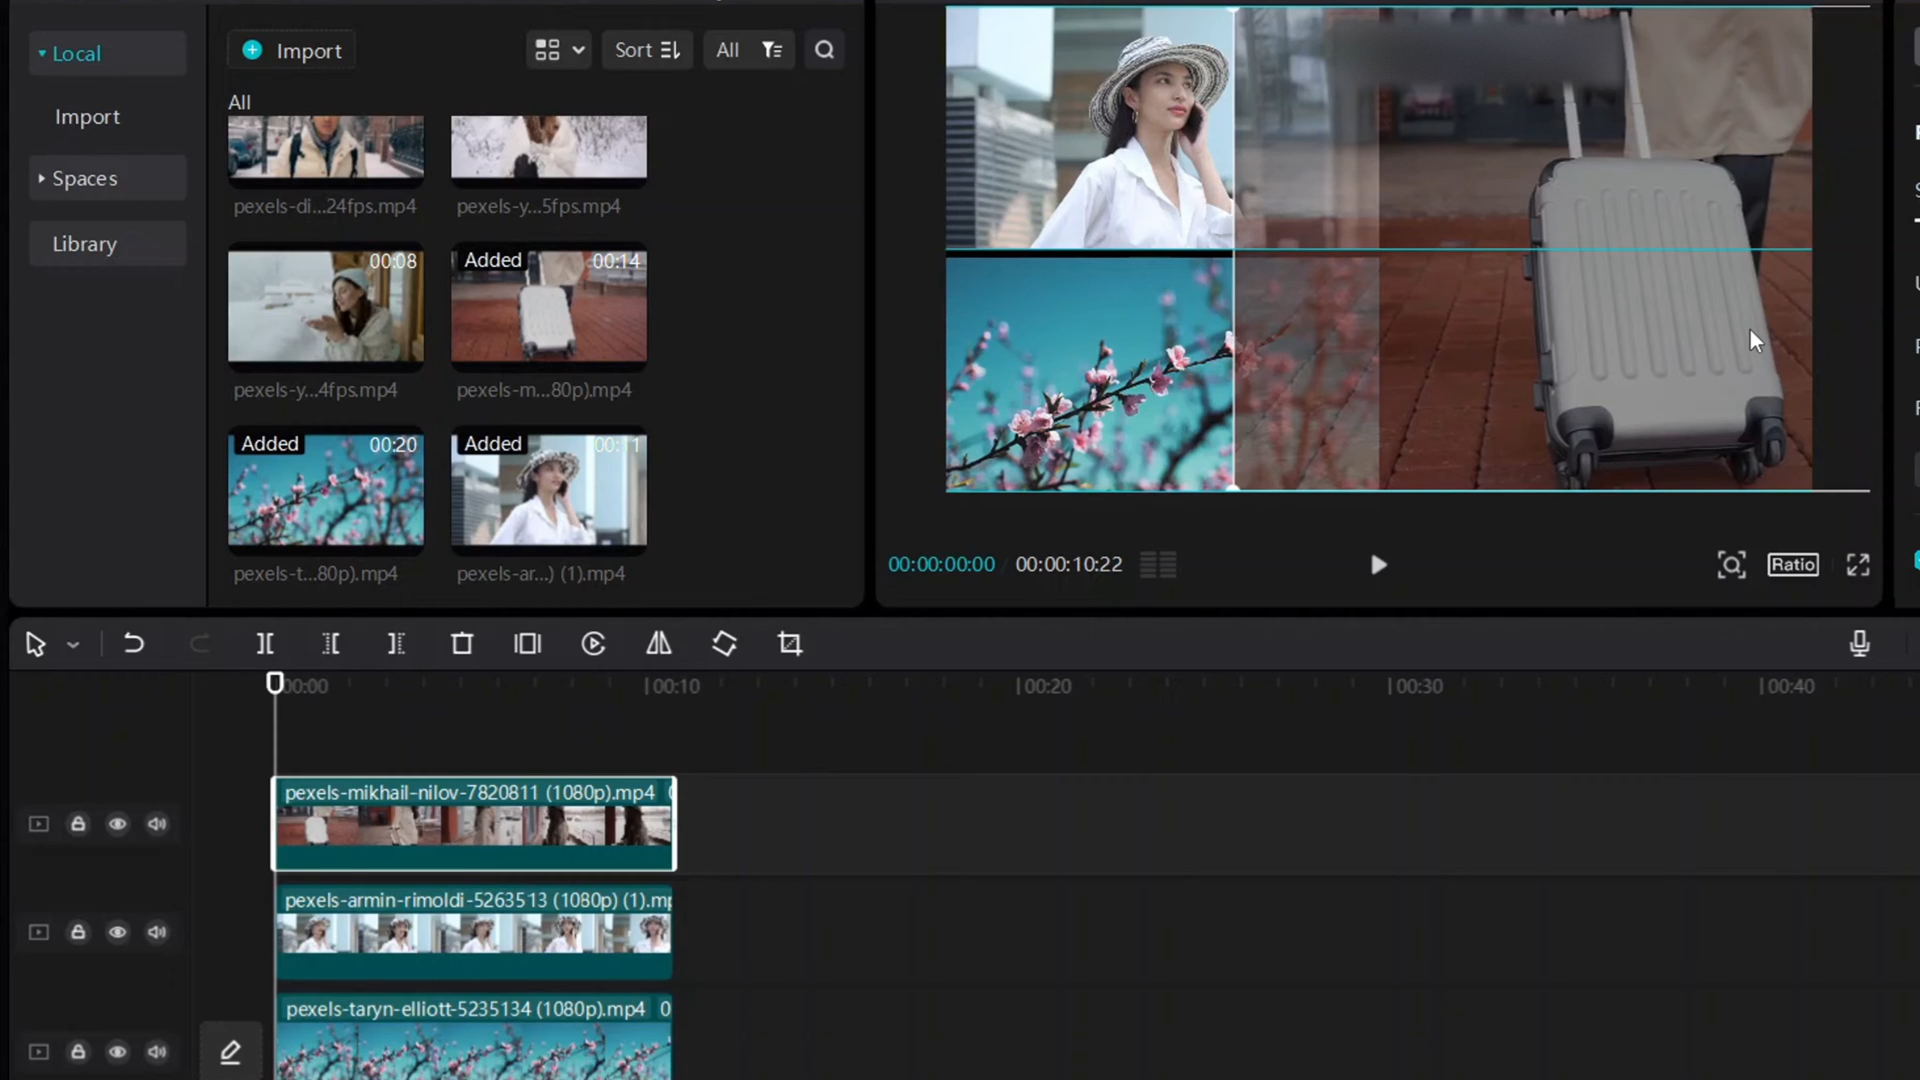 Local
Import
Spaces
Library
Import
Sort
All
All
pexels-di...24fps.mp4
pexels-y...5fps.mp4
00:08
Added
00:14
pexels-y...4fps.mp4
pexels-m...80p).mp4
Added
00:20
Added
00:11
pexels-t...80p).mp4
pexels-ar...) (1).mp4
00:00:00:00
00:00:10:22
Ratio
00:00
00:10
00:20
00:30
00:40
pexels-mikhail-nilov-7820811 (1080p).mp4
pexels-armin-rimoldi-5263513 (1080p) (1).mp
pexels-taryn-elliott-5235134 (1080p).mp4 0